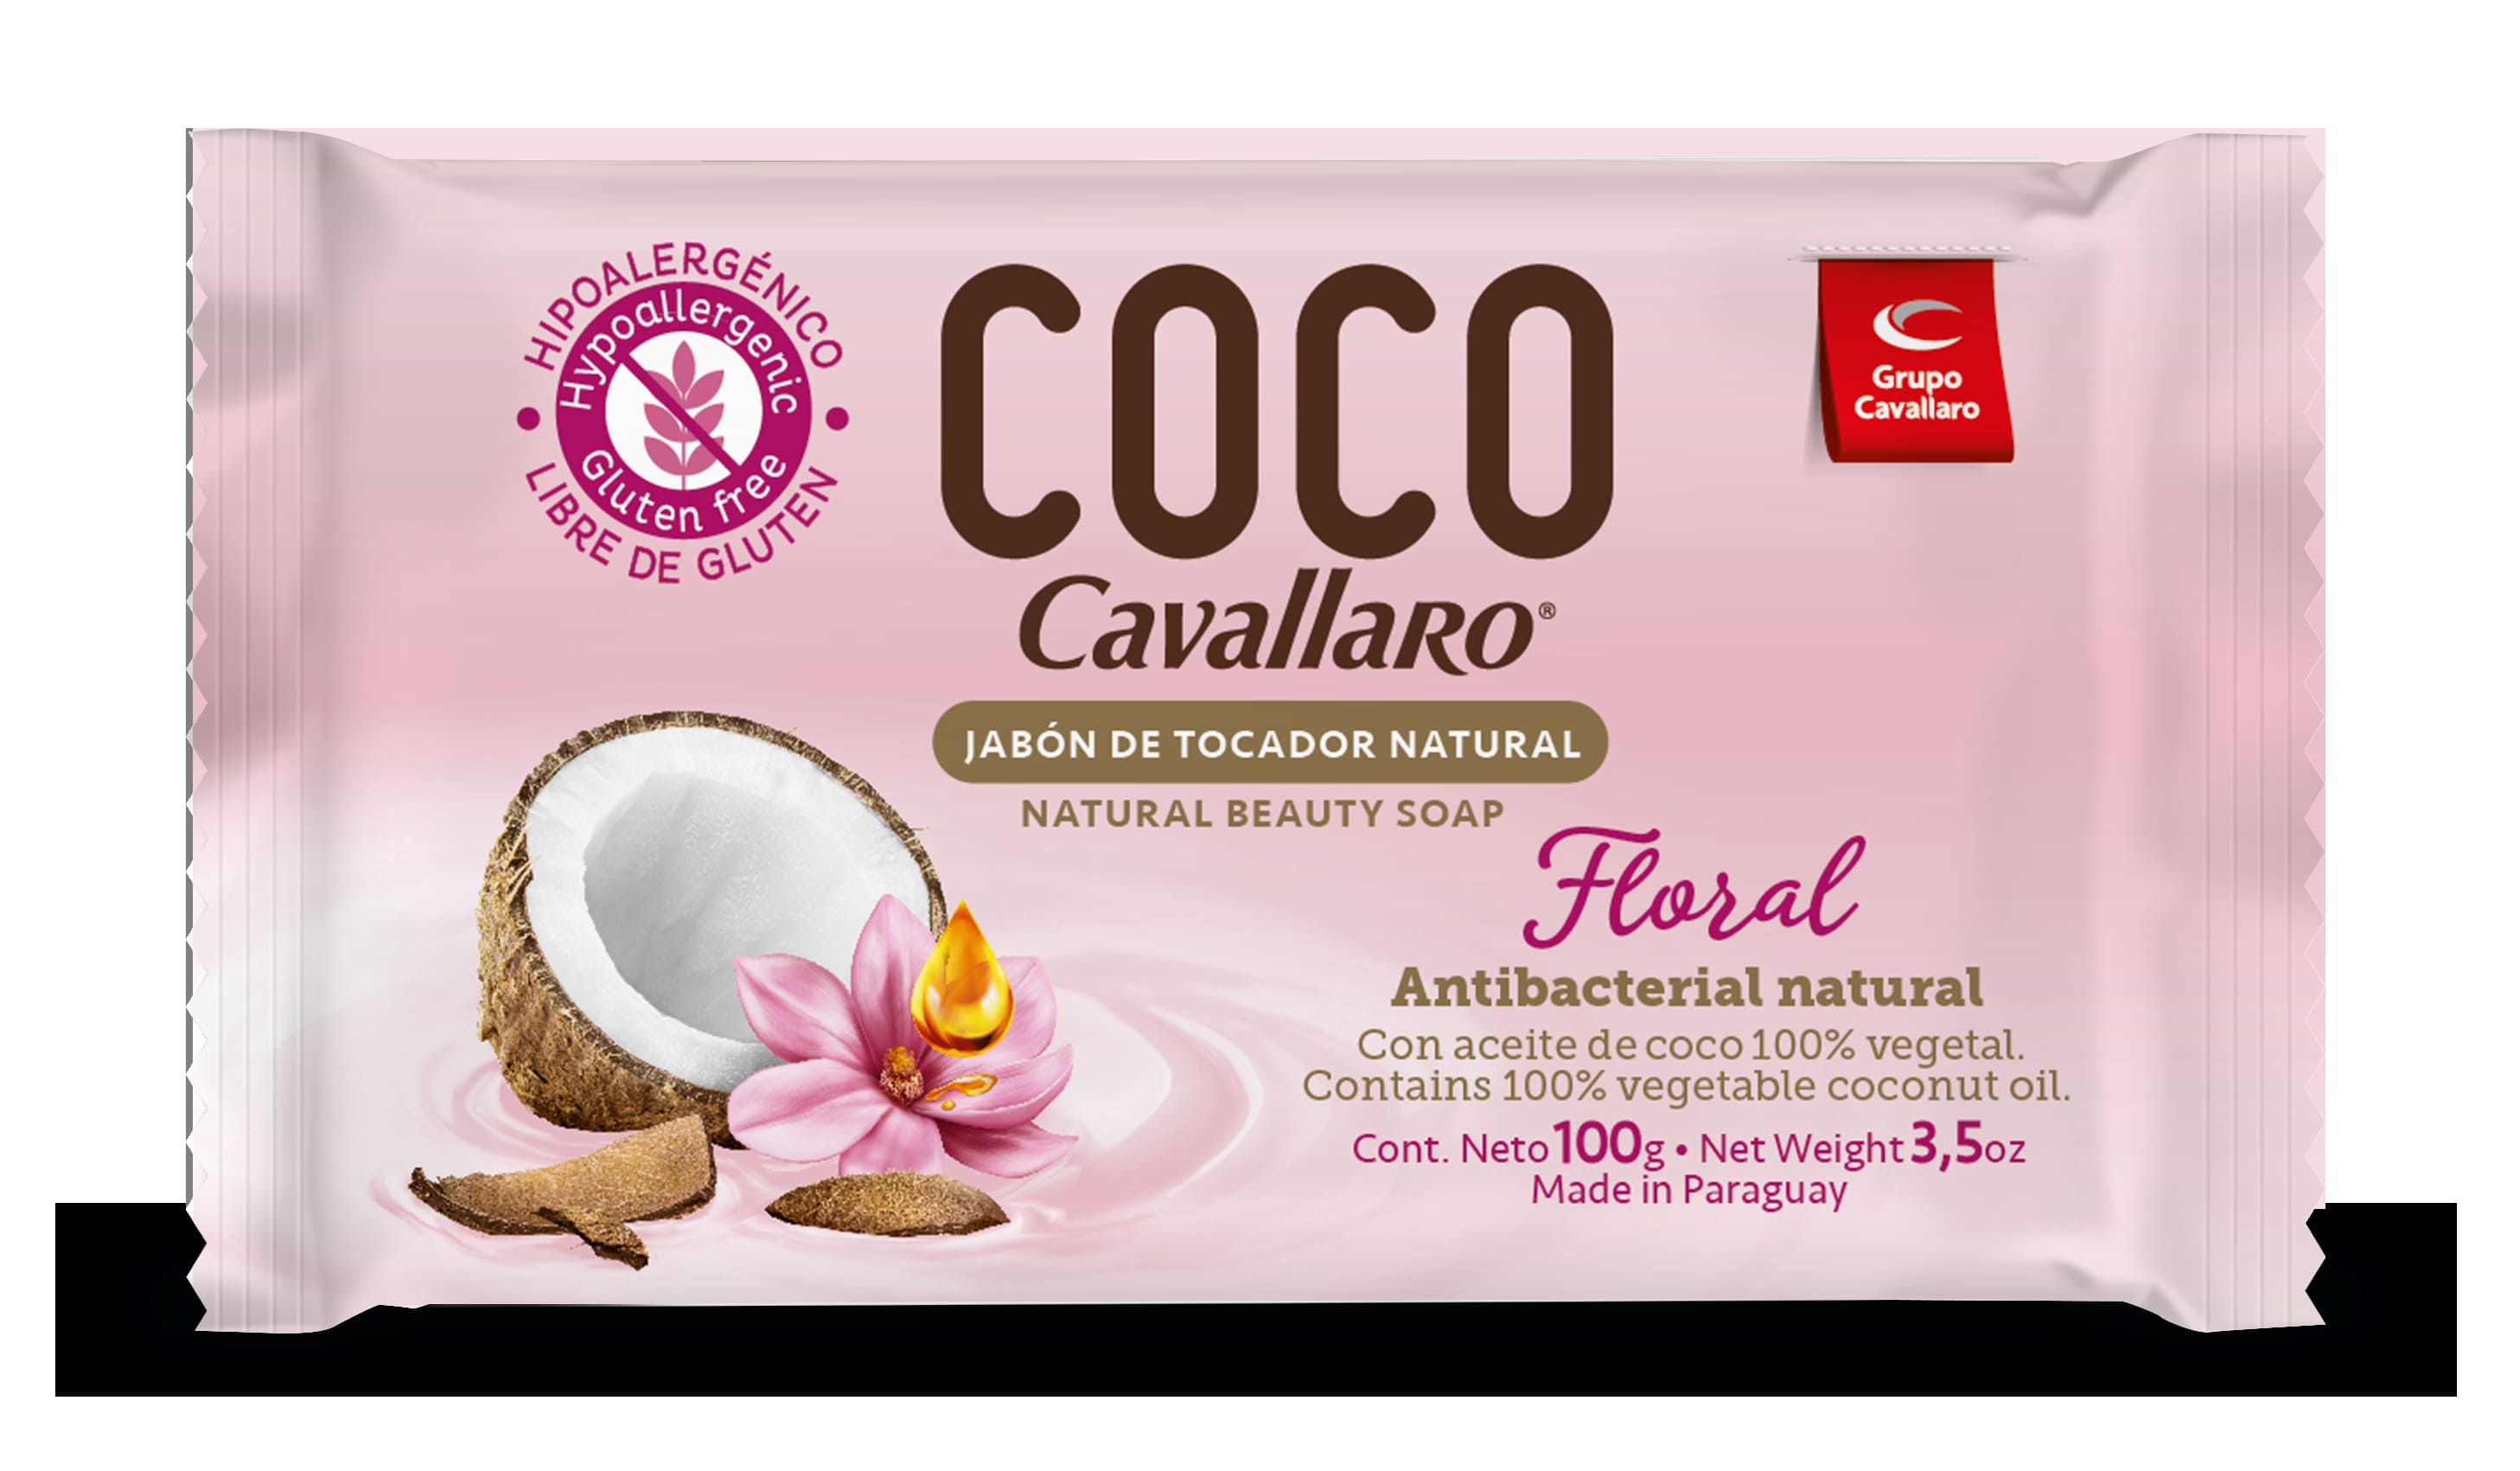 HIPOALERGÉNICO
Hypoallergenic
Gluten free
LIBRE DE GLUTEN
COCO
Cavallaro®
Grupo
Cavallaro
JABÓN DE TOCADOR NATURAL
NATURAL BEAUTY SOAP
Floral
Antibacterial natural
Con aceite de coco 100% vegetal.
Contains 100% vegetable coconut oil.
Cont. Neto 100g • Net Weight 3,5oz
Made in Paraguay